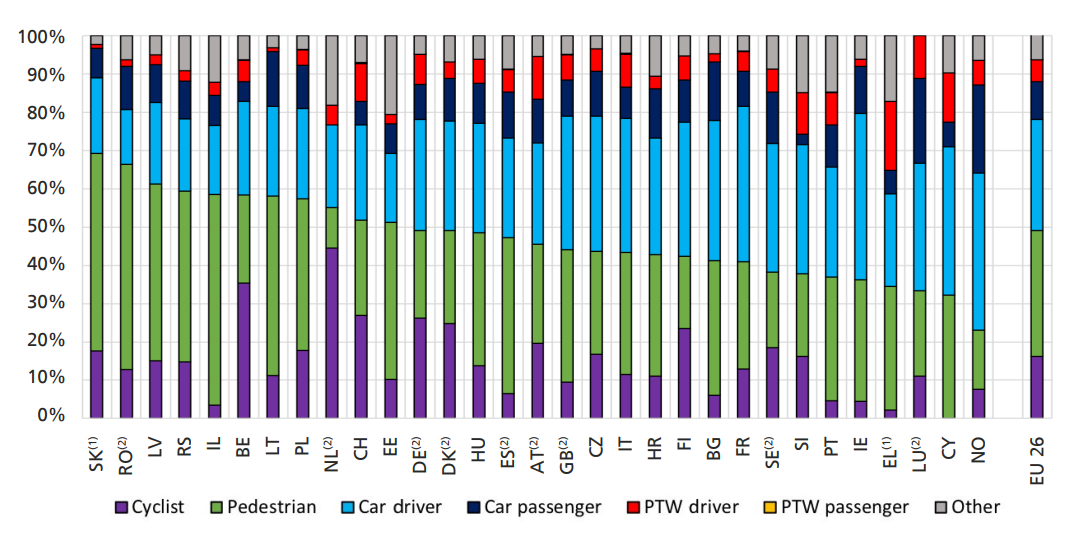 100%
90%
80%
70%
60%
50%
40%
30%
20%
10%
0%
SK(1)
RO(2)
LV
RS
IL
BE
LT
PL
NL(2)
CH
EE
DE(2)
DK(2)
HU
ES(2)
AT(2)
GB(2)
CZ
IT
HR
FI
BG
FR
SE(2)
SI
PT
IE
EL(1)
LU(2)
CY
NO
EU 26
Cyclist Pedestrian Car driver Car passenger PTW driver PTW passenger Other